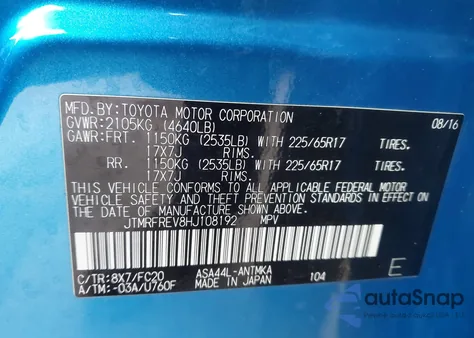 MFD.BY:TOYOTA MOTOR CORPORATION 08/16
GVWR:2105KG (4640LB)
GAWR:FRT. 1150KG (2535LB) WITH 225/65R17 TIRES.
17X7J RIMS.
RR. 1150KG (2535LB) WITH 225/65R17 TIRES.
17X7J RIMS.
THIS VEHICLE CONFORMS TO ALL APPLICABLE FEDERAL MOTOR
VEHICLE SAFETY AND THEFT PREVENTION STANDARDS IN EFFECT
ON THE DATE OF MANUFACTURE SHOWN ABOVE.
JTMRFREV8HJ108192 MPV
C/TR:8X7/FC20 ASA44L-ANTMKA
A/TM:-03A/U760F MADE IN JAPAN 104 E
autoSnap